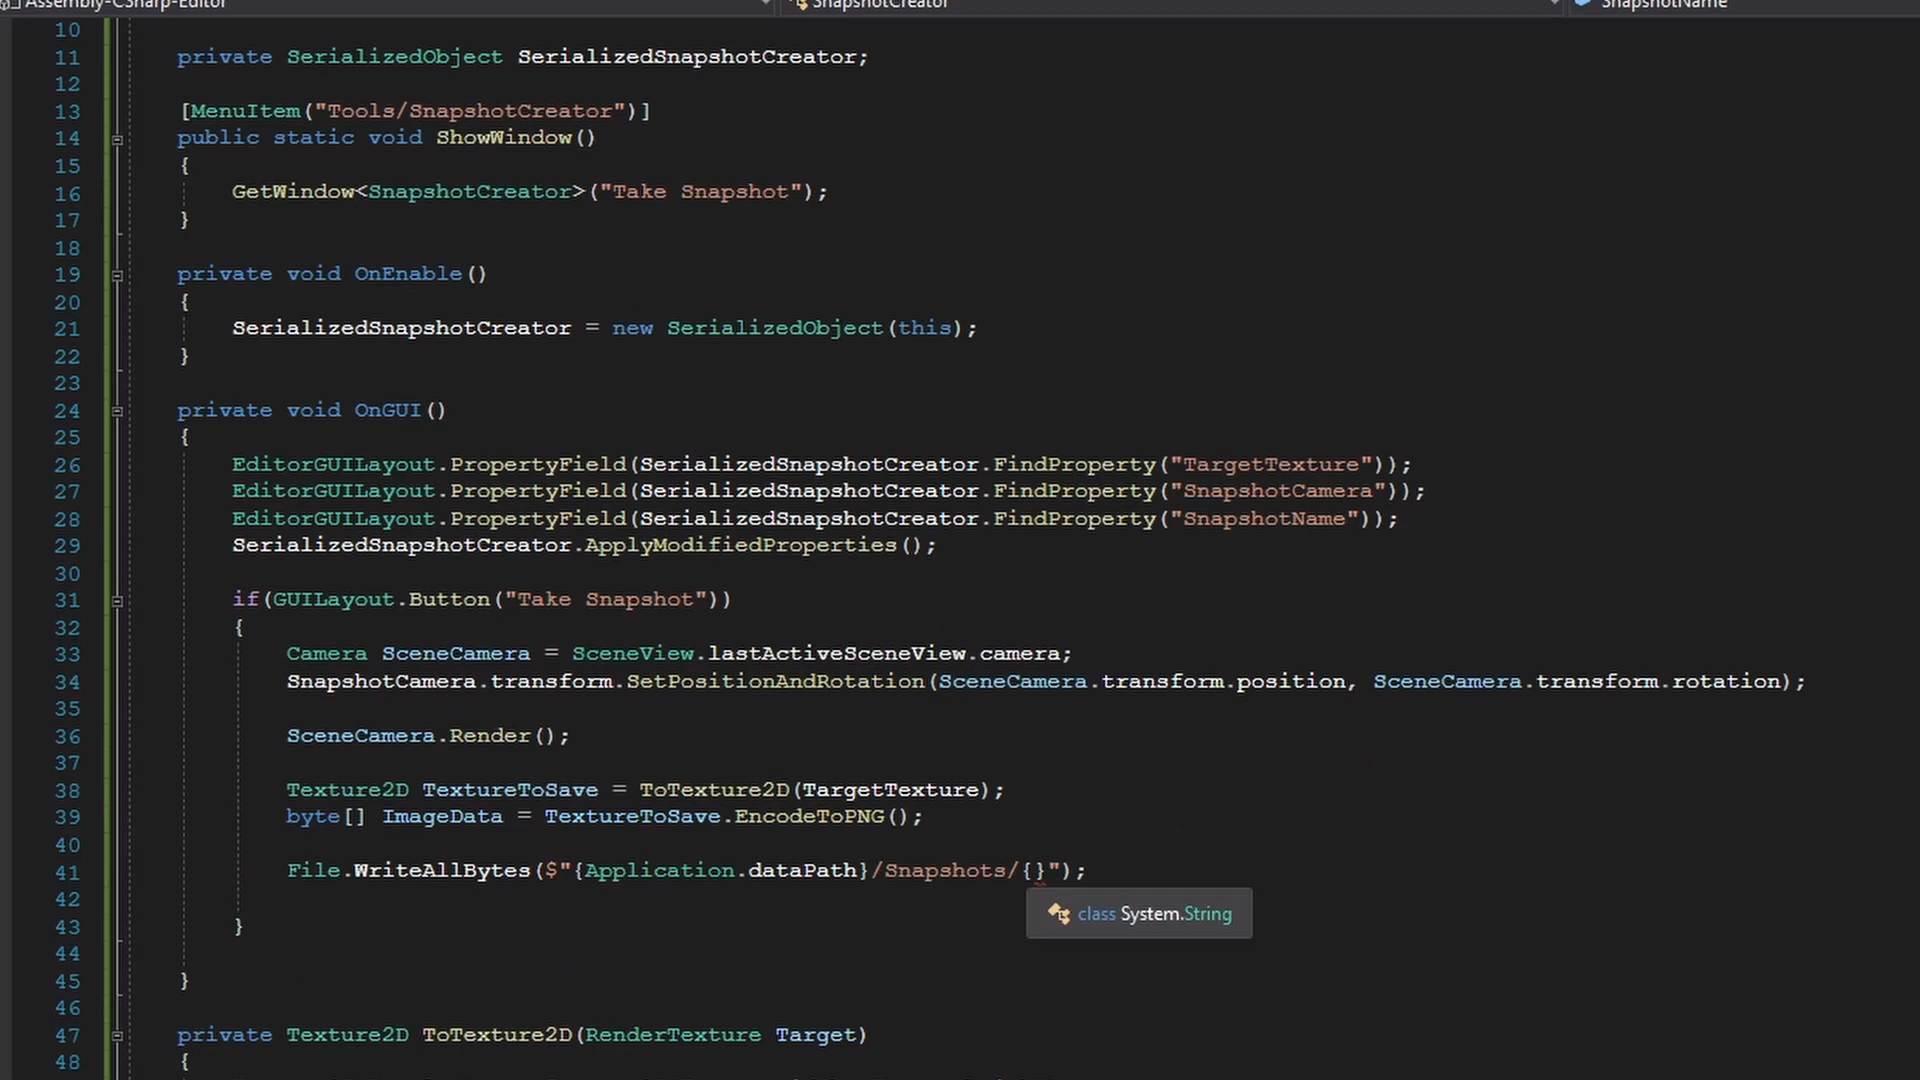 Assembly-CSharp-Editor SnapshotCreator SnapshotName
10
11 private SerializedObject SerializedSnapshotCreator;
12
13 [MenuItem("Tools/SnapshotCreator")]
14 public static void ShowWindow()
15 {
16 GetWindow<SnapshotCreator>("Take Snapshot");
17 }
18
19 private void OnEnable()
20 {
21 SerializedSnapshotCreator = new SerializedObject(this);
22 }
23
24 private void OnGUI()
25 {
26 EditorGUILayout.PropertyField(SerializedSnapshotCreator.FindProperty("TargetTexture"));
27 EditorGUILayout.PropertyField(SerializedSnapshotCreator.FindProperty("SnapshotCamera"));
28 EditorGUILayout.PropertyField(SerializedSnapshotCreator.FindProperty("SnapshotName"));
29 SerializedSnapshotCreator.ApplyModifiedProperties();
30
31 if(GUILayout.Button("Take Snapshot"))
32 {
33 Camera SceneCamera = SceneView.lastActiveSceneView.camera;
34 SnapshotCamera.transform.SetPositionAndRotation(SceneCamera.transform.position, SceneCamera.transform.rotation);
35
36 SceneCamera.Render();
37
38 Texture2D TextureToSave = ToTexture2D(TargetTexture);
39 byte[] ImageData = TextureToSave.EncodeToPNG();
40
41 File.WriteAllBytes($"{Application.dataPath}/Snapshots/{}");
42
class System.String
43 }
44
45 }
46
47 private Texture2D ToTexture2D(RenderTexture Target)
48 {